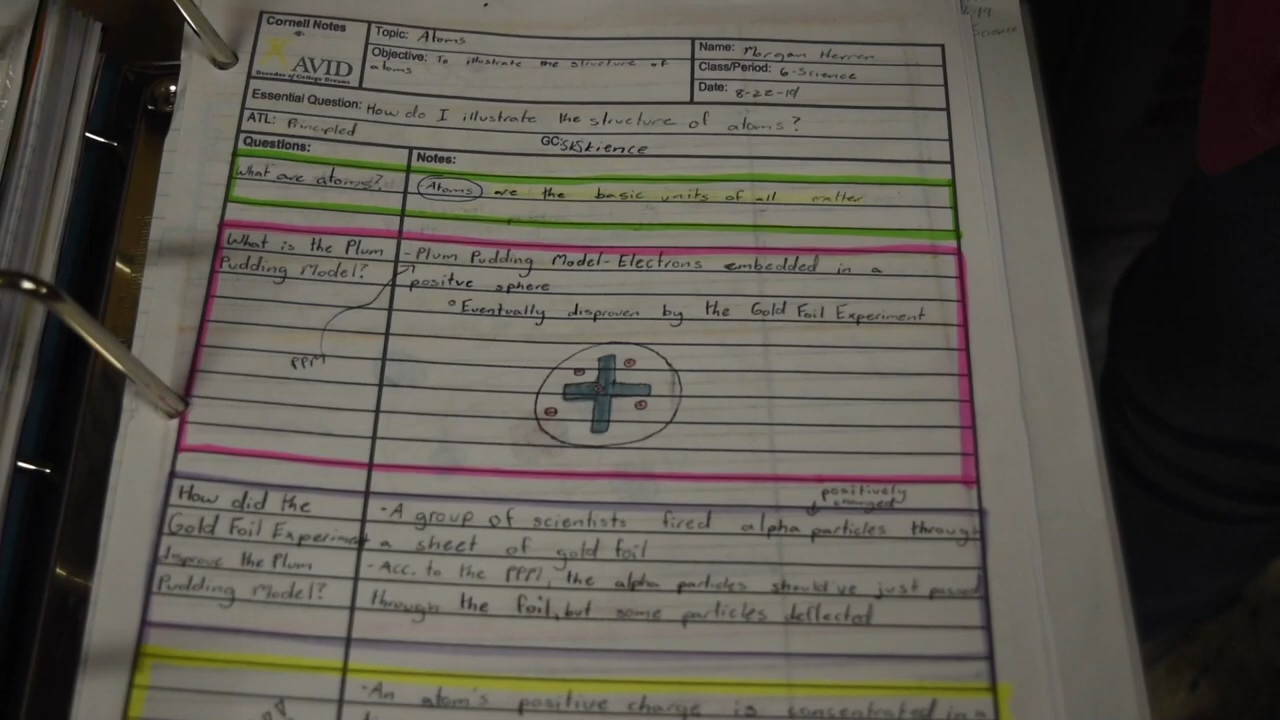 Cornell Notes
AVID
Decades of College Dreams
Topic: Atoms
Objective: To illustrate the structure of
atoms
Name: Morgan Herren
Class/Period: 6-Science
Date: 8-22-19
Essential Question: How do I illustrate the structure of atoms?
ATL: Principled
GC:
Questions:
Notes:
What are atoms?
-Atoms are the basic units of all matter
What is the Plum
Pudding Model?
PPM
-Plum Pudding Model-Electrons embedded in a
positve sphere
Eventually disproven by the Gold Foil Experiment
How did the
Gold Foil Experiment
disprove the Plum
Pudding Model?
positively
charged
-A group of scientists fired alpha particles through
a sheet of gold foil
-Acc. to the PPM, the alpha particles should've just passed
through the foil, but some particles deflected
-An atom's positive charge is concentrated in a
Science